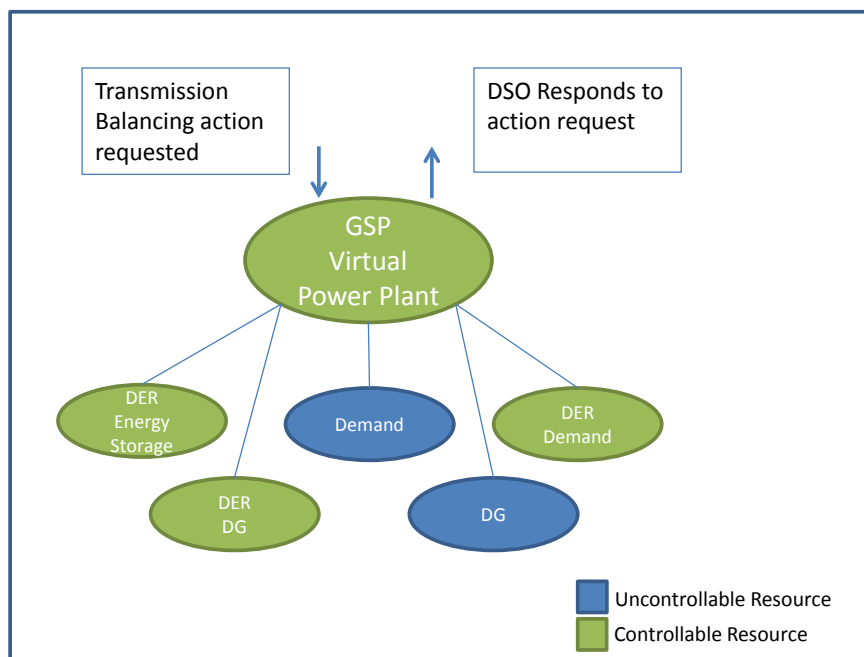 Transmission
Balancing action
requested
DSO Responds to
action request
GSP
Virtual
Power Plant
DER
Energy
Storage
Demand
DER
Demand
DER
DG
DG
Uncontrollable Resource
Controllable Resource